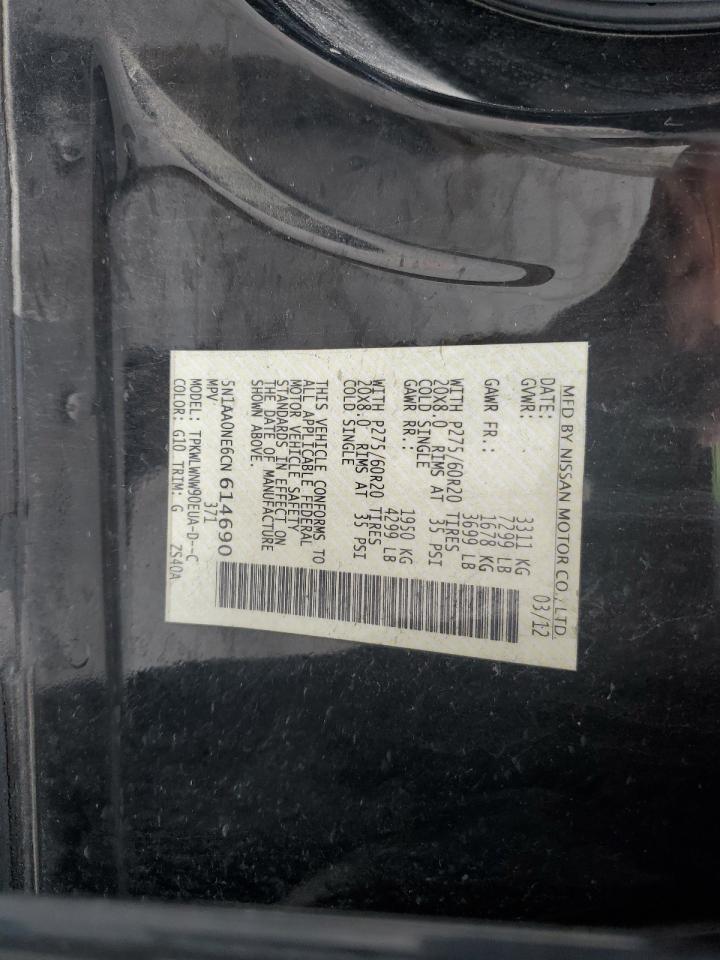 MFD BY NISSAN MOTOR CO., LTD.
DATE: 03/12
GVWR: 3311 KG
7299 LB
GAWR FR.: 1678 KG
3699 LB
WITH P275/60R20 TIRES
20X8.0 RIMS AT 35 PSI
COLD SINGLE
GAWR RR.: 1950 KG
4299 LB
WITH P275/60R20 TIRES
20X8.0 RIMS AT 35 PSI
COLD SINGLE
THIS VEHICLE CONFORMS TO
ALL APPLICABLE FEDERAL
MOTOR VEHICLE SAFETY
STANDARDS IN EFFECT ON
THE DATE OF MANUFACTURE
SHOWN ABOVE.
5N1AA0NE6CN614690
MPV 371
MODEL: TPKWLWNW90EUA-D--C
COLOR: G10 TRIM: G ZS40A